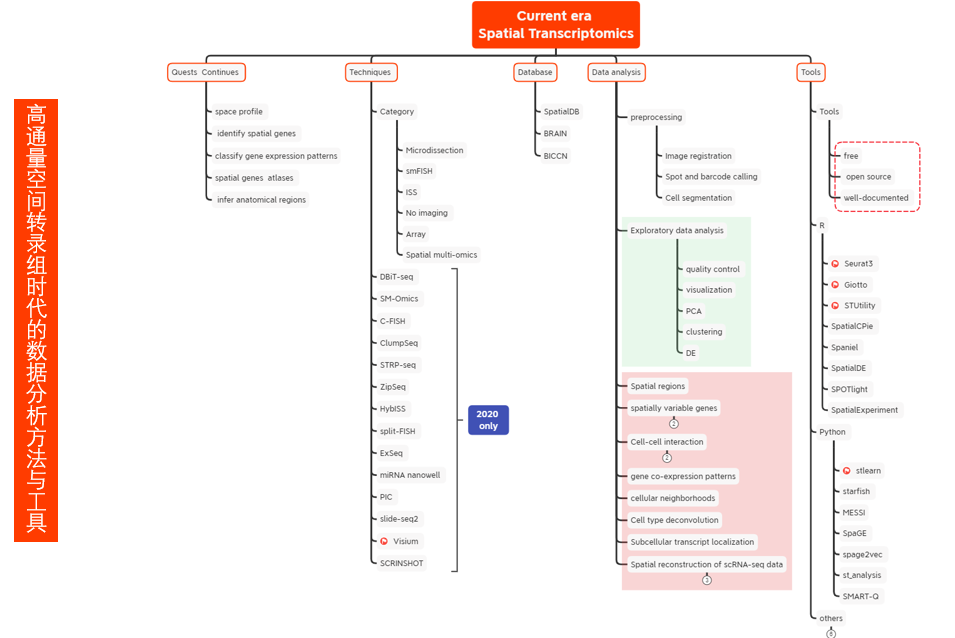 Current era
Spatial Transcriptomics
高通量空间转录组时代的数据分析方法与工具
Quests Continues
space profile
identify spatial genes
classify gene expression patterns
spatial genes atlases
infer anatomical regions
Techniques
Category
Microdissection
smFISH
ISS
No imaging
Array
Spatial multi-omics
DBiT-seq
SM-Omics
C-FISH
ClumpSeq
STRP-seq
ZipSeq
HybISS
split-FISH
ExSeq
miRNA nanowell
PIC
slide-seq2
Visium
SCRINSHOT
2020
only
Database
SpatialDB
BRAIN
BICCN
Data analysis
preprocessing
Image registration
Spot and barcode calling
Cell segmentation
Exploratory data analysis
quality control
visualization
PCA
clustering
DE
Spatial regions
spatially variable genes
2
Cell-cell interaction
2
gene co-expression patterns
cellular neighborhoods
Cell type deconvolution
Subcellular transcript localization
Spatial reconstruction of scRNA-seq data
3
Tools
Tools
free
open source
well-documented
R
Seurat3
Giotto
STUtility
SpatialCPie
Spaniel
SpatialDE
SPOTlight
SpatialExperiment
Python
stlearn
starfish
MESSI
SpaGE
spage2vec
st_analysis
SMART-Q
others